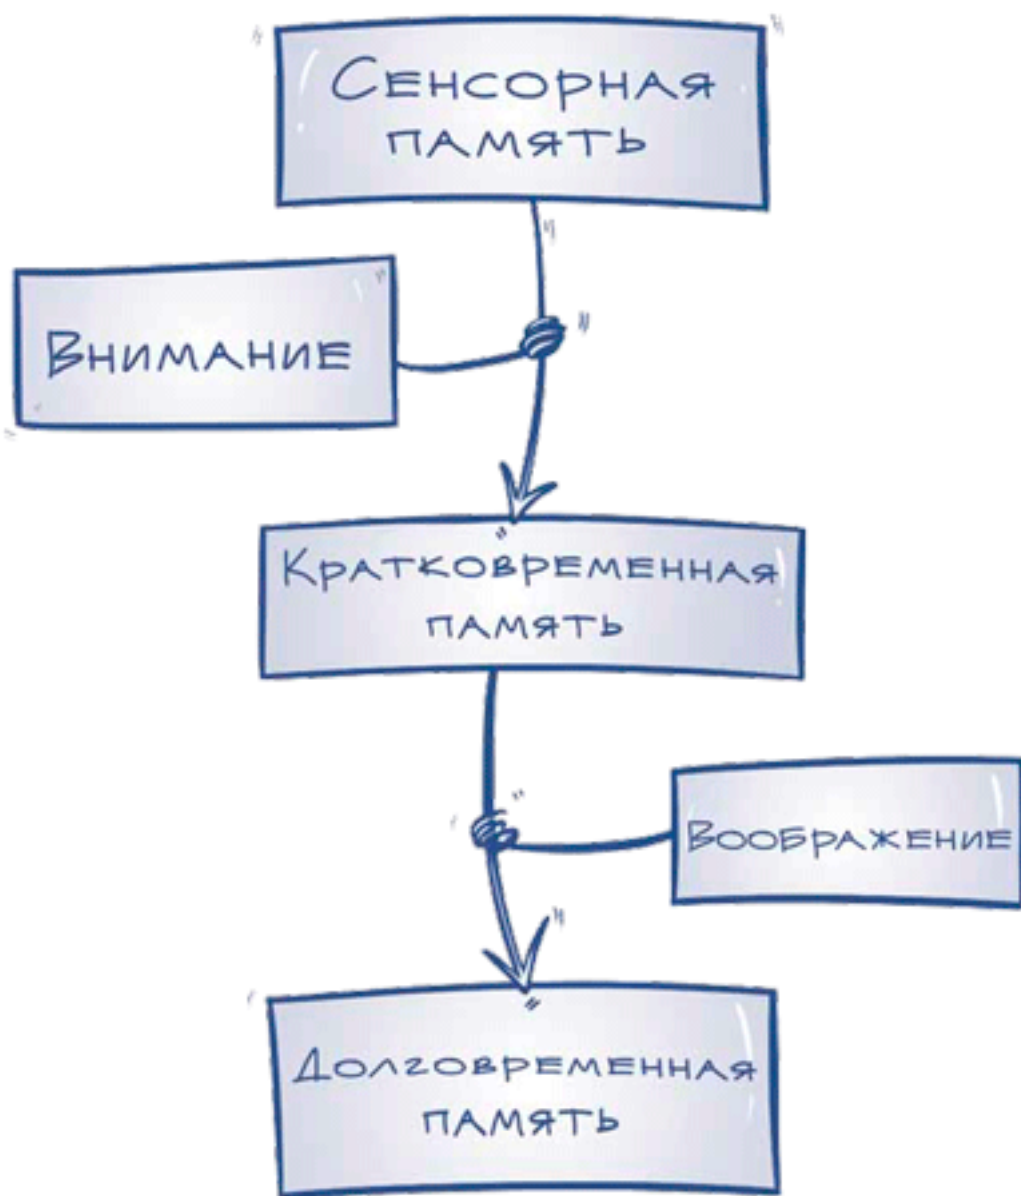 Сенсорная
память
Внимание
Кратковременная
память
Воображение
Долговременная
память